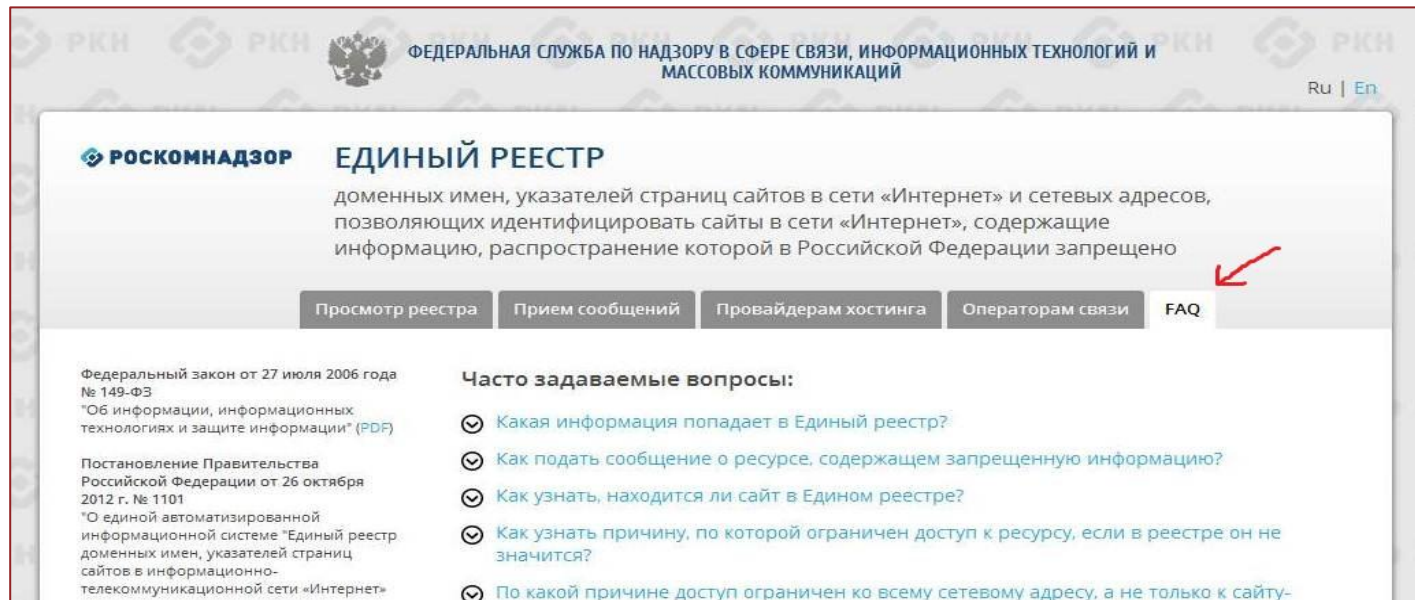 ФЕДЕРАЛЬНАЯ СЛУЖБА ПО НАДЗОРУ В СФЕРЕ СВЯЗИ, ИНФОРМАЦИОННЫХ ТЕХНОЛОГИЙ И
МАССОВЫХ КОММУНИКАЦИЙ
Ru | En
РОСКОМНАДЗОР
ЕДИНЫЙ РЕЕСТР
доменных имен, указателей страниц сайтов в сети «Интернет» и сетевых адресов,
позволяющих идентифицировать сайты в сети «Интернет», содержащие
информацию, распространение которой в Российской Федерации запрещено
Просмотр реестра Прием сообщений Провайдерам хостинга Операторам связи FAQ
Федеральный закон от 27 июля 2006 года
№ 149-ФЗ
"Об информации, информационных
технологиях и защите информации" (PDF)
Постановление Правительства
Российской Федерации от 26 октября
2012 г. № 1101
"О единой автоматизированной
информационной системе "Единый реестр
доменных имен, указателей страниц
сайтов в информационно-
телекоммуникационной сети «Интернет»
Часто задаваемые вопросы:
Какая информация попадает в Единый реестр?
Как подать сообщение о ресурсе, содержащем запрещенную информацию?
Как узнать, находится ли сайт в Едином реестре?
Как узнать причину, по которой ограничен доступ к ресурсу, если в реестре он не
значится?
По какой причине доступ ограничен ко всему сетевому адресу, а не только к сайту-